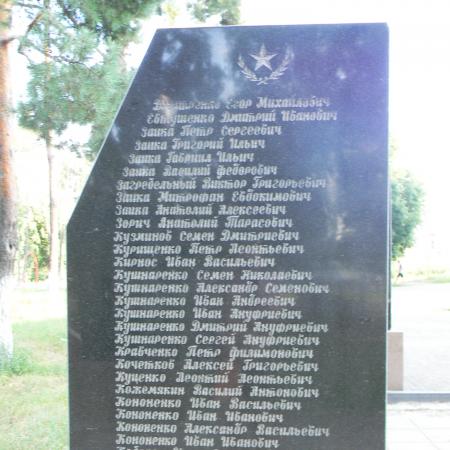 Дмитренко Егор Михайлович
Евтушенко Дмитрий Иванович
Заика Петр Сергеевич
Заика Григорий Ильич
Заика Гавриил Ильич
Заика Василий Федорович
Загредельный Виктор Григорьевич
Заика Митрофан Евдокимович
Заика Анатолий Алексеевич
Зорич Анатолий Тарасович
Кузминов Семен Дмитриевич
Курищенко Петр Леонтьевич
Кирнос Иван Васильевич
Кушнаренко Семен Николаевич
Кушнаренко Александр Семенович
Кушнаренко Иван Андреевич
Кушнаренко Иван Ануфриевич
Кушнаренко Дмитрий Ануфриевич
Кушнаренко Сергей Ануфриевич
Кравченко Петр Филимонович
Кочетков Алексей Григорьевич
Куценко Леонтий Леонтьевич
Кожемякин Василий Антонович
Кононенко Иван Васильевич
Кононенко Иван Иванович
Кононенко Александр Васильевич
Кононенко Иван Иванович